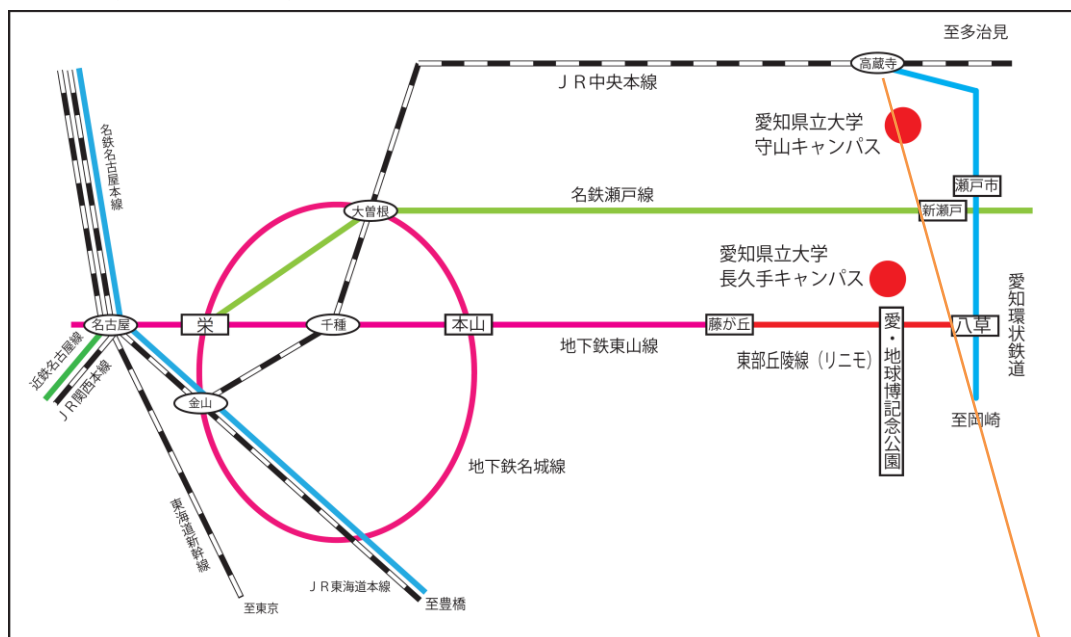 至多治見
高蔵寺
ＪＲ中央本線
愛知県立大学
守山キャンパス
名鉄名古屋本線
瀬戸市
名鉄瀬戸線
大曽根
新瀬戸
愛知県立大学
長久手キャンパス
愛知環状鉄道
名古屋
栄
千種
本山
藤が丘
八草
地下鉄東山線
東部丘陵線（リニモ）
愛・地球博記念公園
近鉄名古屋線
ＪＲ関西本線
金山
至岡崎
地下鉄名城線
東海道新幹線
ＪＲ東海道本線
至東京
至豊橋